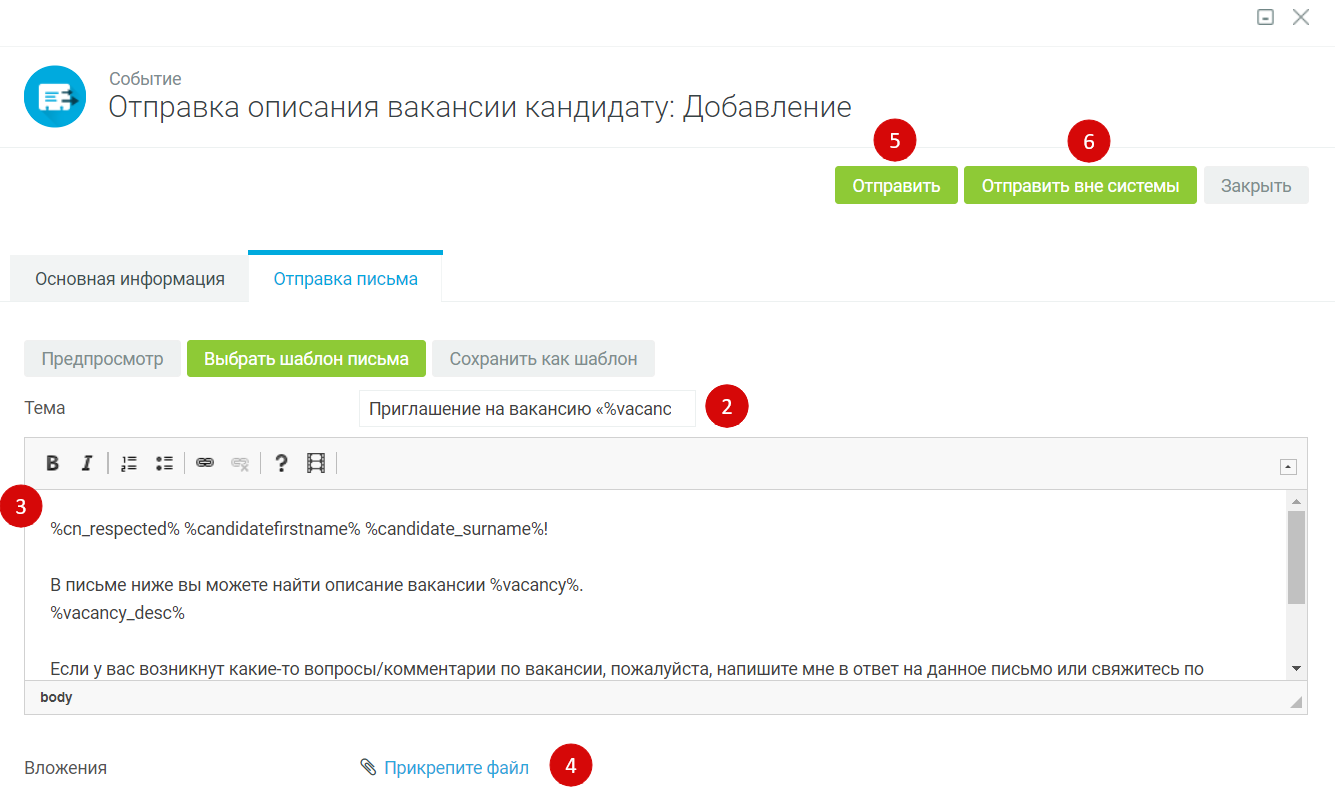 Событие
Отправка описания вакансии кандидату: Добавление
5
6
Отправить
Отправить вне системы
Закрыть
Основная информация
Отправка письма
Предпросмотр
Выбрать шаблон письма
Сохранить как шаблон
Тема
Приглашение на вакансию «%vacanc
2
B I ?
3
%cn_respected% %candidatefirstname% %candidate_surname%!
В письме ниже вы можете найти описание вакансии %vacancy%.
%vacancy_desc%
Если у вас возникнут какие-то вопросы/комментарии по вакансии, пожалуйста, напишите мне в ответ на данное письмо или свяжитесь по
body
Вложения
Прикрепите файл
4